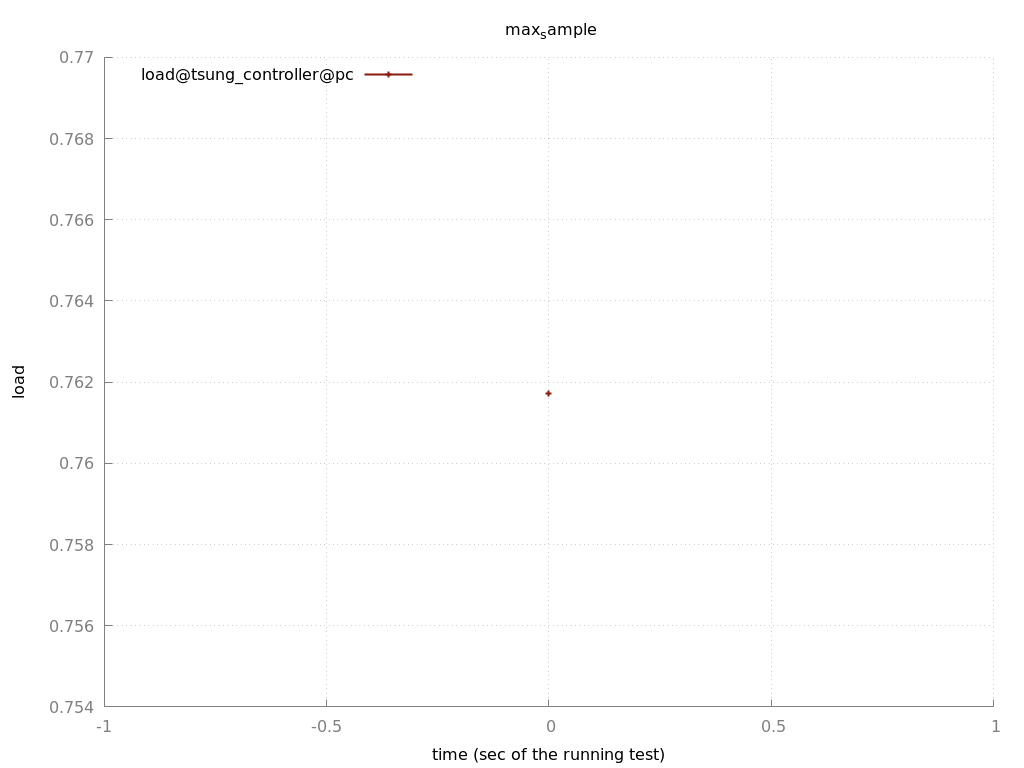 max_sample
0.77
load@tsung_controller@pc
0.768
0.766
0.764
0.762
load
0.76
0.758
0.756
0.754
-1 -0.5 0 0.5 1
time (sec of the running test)